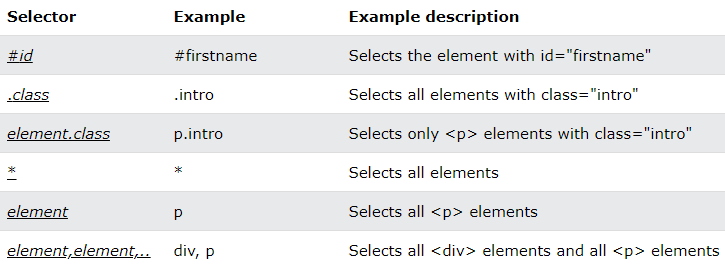 Selector Example Example description
#id #firstname Selects the element with id="firstname"
.class .intro Selects all elements with class="intro"
element.class p.intro Selects only <p> elements with class="intro"
* * Selects all elements
element p Selects all <p> elements
element,element,.. div, p Selects all <div> elements and all <p> elements